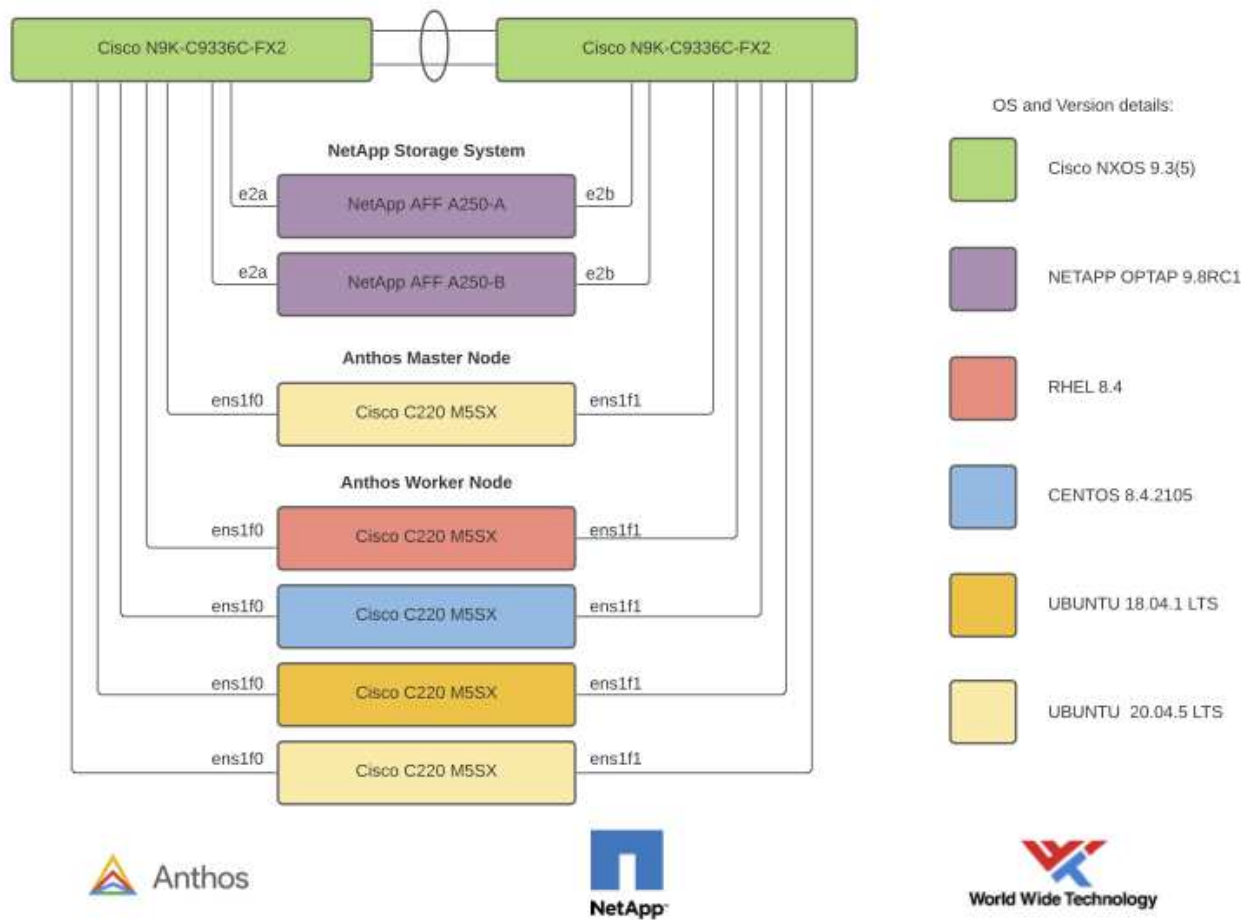 Cisco N9K-C9336C-FX2
Cisco N9K-C9336C-FX2
OS and Version details:
NetApp Storage System
e2a
NetApp AFF A250-A
e2b
e2a
NetApp AFF A250-B
e2b
Anthos Master Node
ens1f0
Cisco C220 M5SX
ens1f1
Anthos Worker Node
ens1f0
Cisco C220 M5SX
ens1f1
ens1f0
Cisco C220 M5SX
ens1f1
ens1f0
Cisco C220 M5SX
ens1f1
ens1f0
Cisco C220 M5SX
ens1f1
Cisco NXOS 9.3(5)
NETAPP OPTAP 9.8RC1
RHEL 8.4
CENTOS 8.4.2105
UBUNTU 18.04.1 LTS
UBUNTU 20.04.5 LTS
Anthos
NetApp™
World Wide Technology